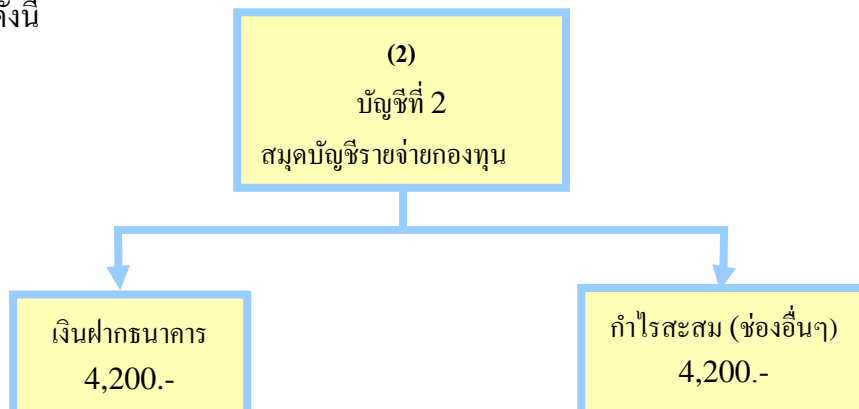 ดังนี้
(2)
บัญชีที่ 2
สมุดบัญชีรายจ่ายกองทุน
เงินฝากธนาคาร
4,200.-
กำไรสะสม (ช่องอื่นๆ)
4,200.-